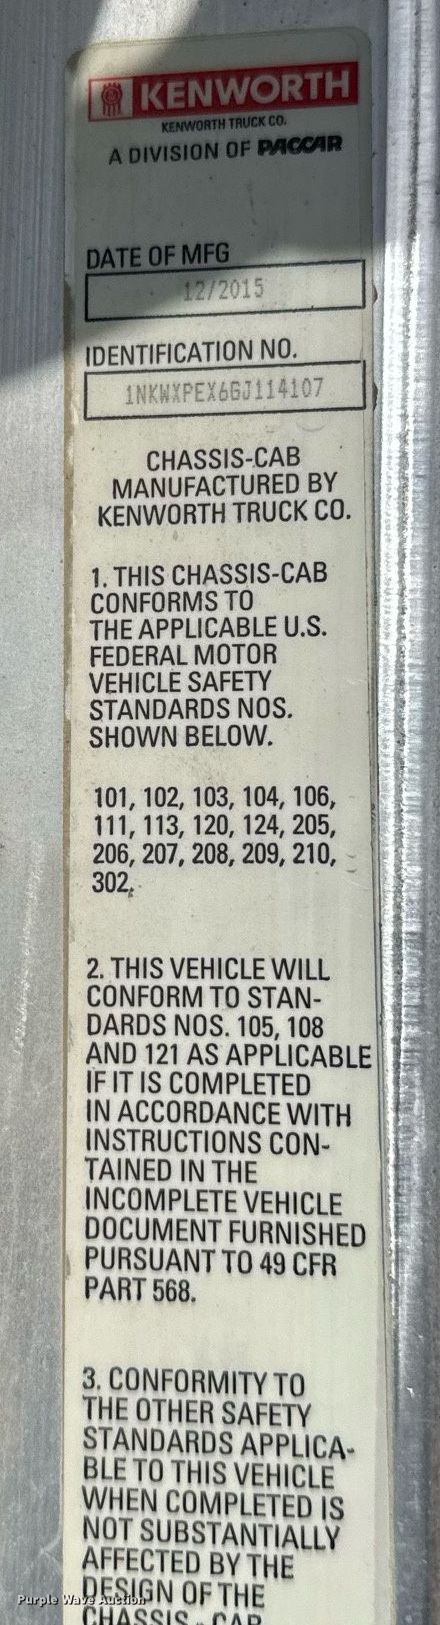 KENWORTH
KENWORTH TRUCK CO.
A DIVISION OF PACCAR
DATE OF MFG
12/2015
IDENTIFICATION NO.
1NKWXPEX6GJ114107
CHASSIS-CAB
MANUFACTURED BY
KENWORTH TRUCK CO.
1. THIS CHASSIS-CAB
CONFORMS TO
THE APPLICABLE U.S.
FEDERAL MOTOR
VEHICLE SAFETY
STANDARDS NOS.
SHOWN BELOW.
101, 102, 103, 104, 106,
111, 113, 120, 124, 205,
206, 207, 208, 209, 210,
302,
2. THIS VEHICLE WILL
CONFORM TO STAN-
DARDS NOS. 105, 108
AND 121 AS APPLICABLE
IF IT IS COMPLETED
IN ACCORDANCE WITH
INSTRUCTIONS CON-
TAINED IN THE
INCOMPLETE VEHICLE
DOCUMENT FURNISHED
PURSUANT TO 49 CFR
PART 568.
3. CONFORMITY TO
THE OTHER SAFETY
STANDARDS APPLICA-
BLE TO THIS VEHICLE
WHEN COMPLETED IS
NOT SUBSTANTIALLY
AFFECTED BY THE
DESIGN OF THE
CHASSIS - CAB
Purple Wave Auction